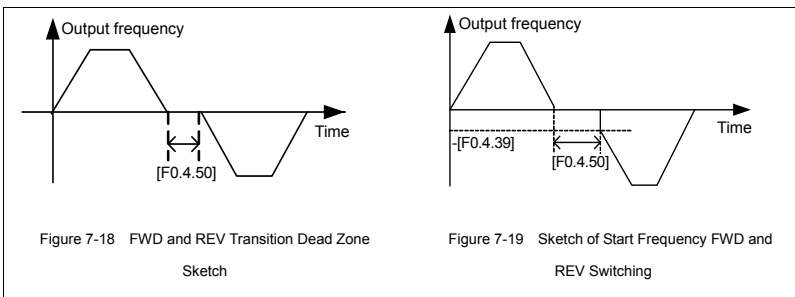 Output frequency
Time
[F0.4.50]
Figure 7-18 FWD and REV Transition Dead Zone
Sketch
Output frequency
Time
-[F0.4.39]
[F0.4.50]
Figure 7-19 Sketch of Start Frequency FWD and
REV Switching